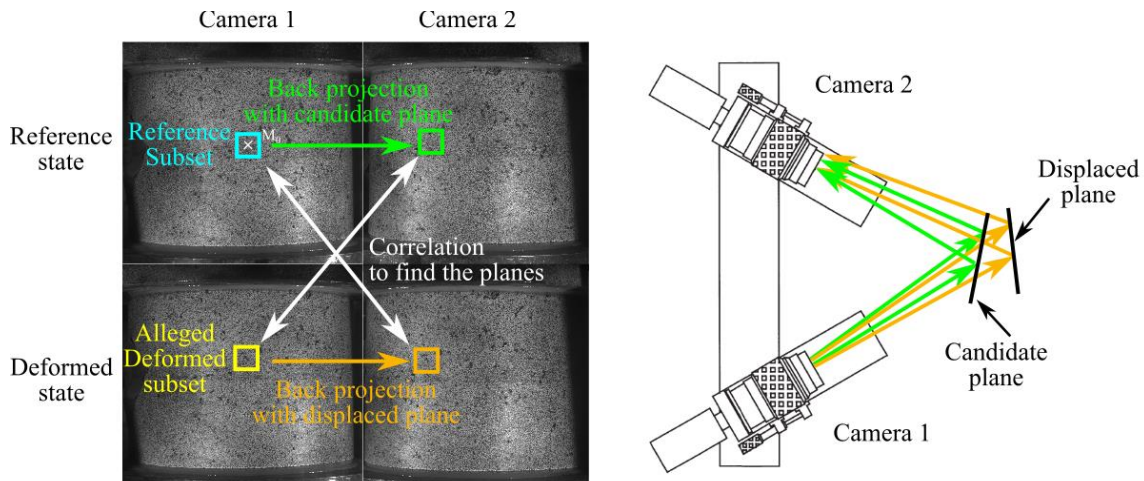 Camera 1
Camera 2
Reference
state
Back projection
with candidate plane
Reference
Subset
M₀
Correlation
to find the planes
Deformed
state
Alleged
Deformed
subset
Back projection
with displaced plane
Camera 2
Displaced
plane
Candidate
plane
Camera 1